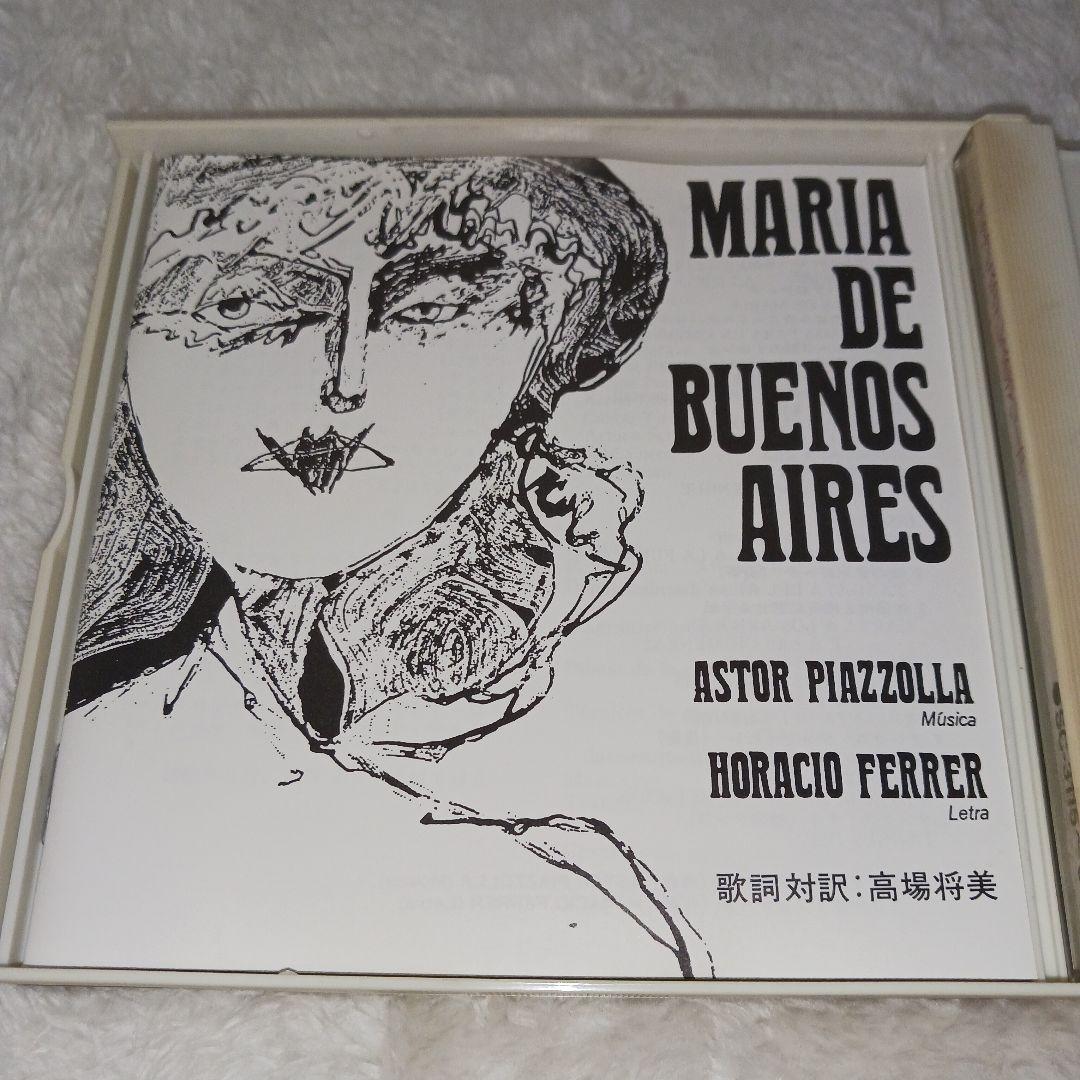 MARIA
DE
BUENOS
AIRES
ASTOR PIAZZOLLA
Música
HORACIO FERRER
Letra
歌詞対訳：高場将美